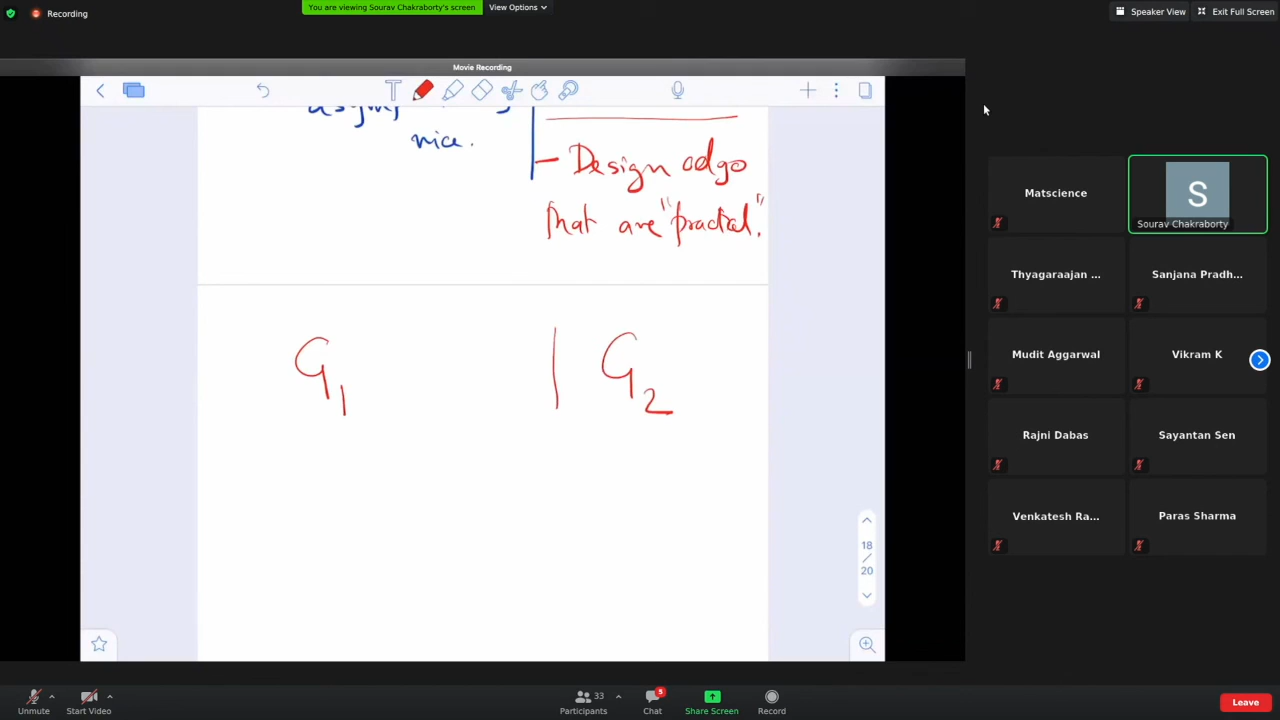 Recording
You are viewing Sourav Chakraborty's screen
View Options
Speaker View
Exit Full Screen
Movie Recording
nice.
- Design algo
that are "practal."
G1 | G2
18
/
20
Matscience
S
Sourav Chakraborty
Thyagaraajan ...
Sanjana Pradh...
Mudit Aggarwal
Vikram K
Rajni Dabas
Sayantan Sen
Venkatesh Ra...
Paras Sharma
Unmute
Start Video
33
Participants
5
Chat
Share Screen
Record
Leave